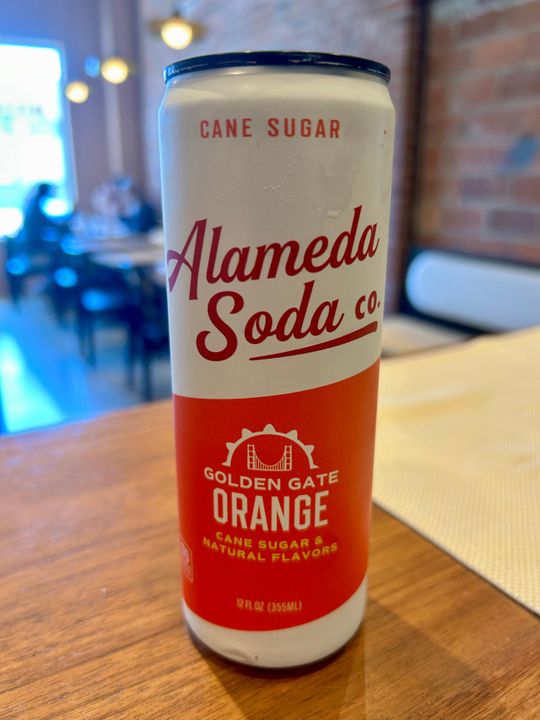 CANE SUGAR
Alameda
Soda CO.
GOLDEN GATE
ORANGE
CANE SUGAR &
NATURAL FLAVORS
12 FL OZ (355ML)